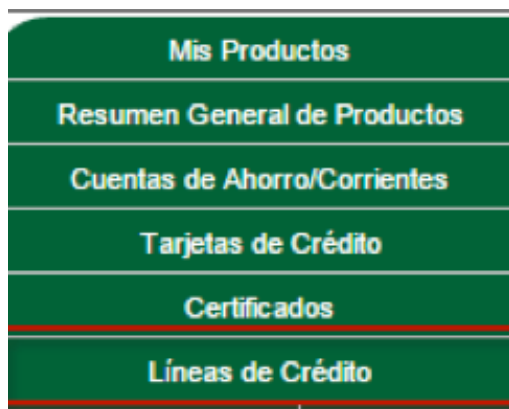 Mis Productos
Resumen General de Productos
Cuentas de Ahorro/Corrientes
Tarjetas de Crédito
Certificados
Líneas de Crédito